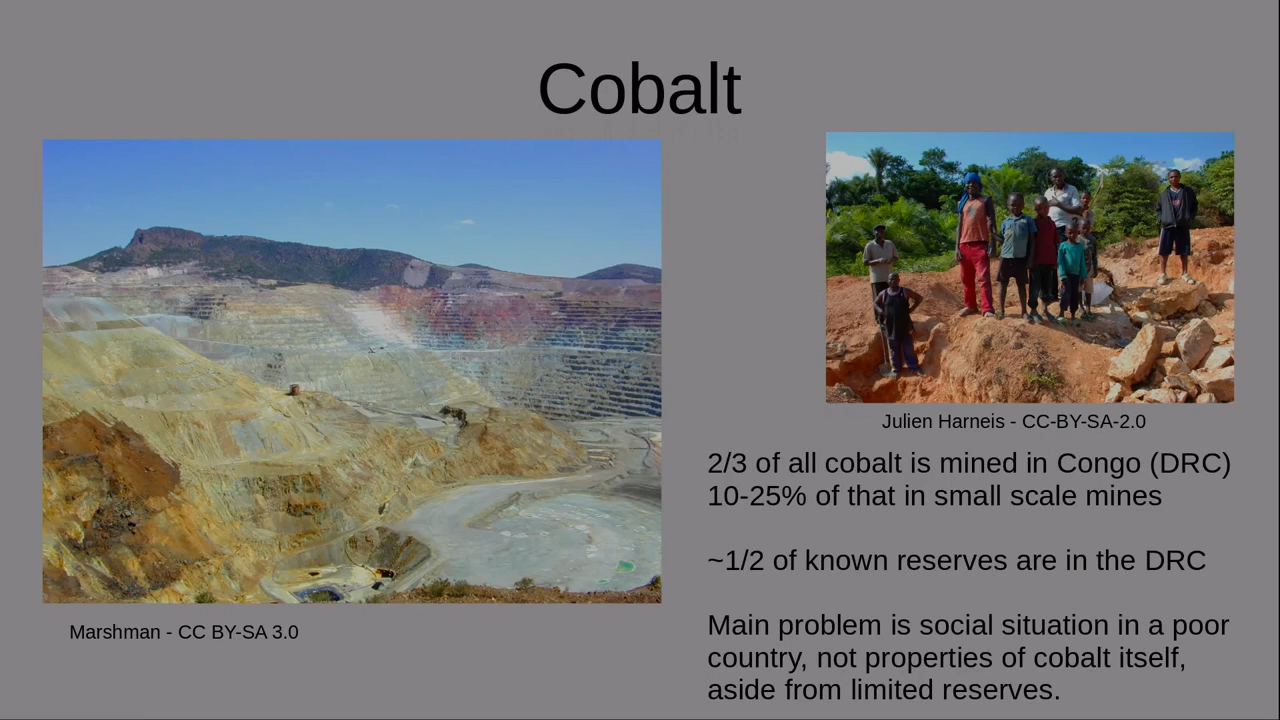 Cobalt
Julien Harneis - CC-BY-SA-2.0
2/3 of all cobalt is mined in Congo (DRC)
10-25% of that in small scale mines
~1/2 of known reserves are in the DRC
Main problem is social situation in a poor
country, not properties of cobalt itself,
aside from limited reserves.
Marshman - CC BY-SA 3.0